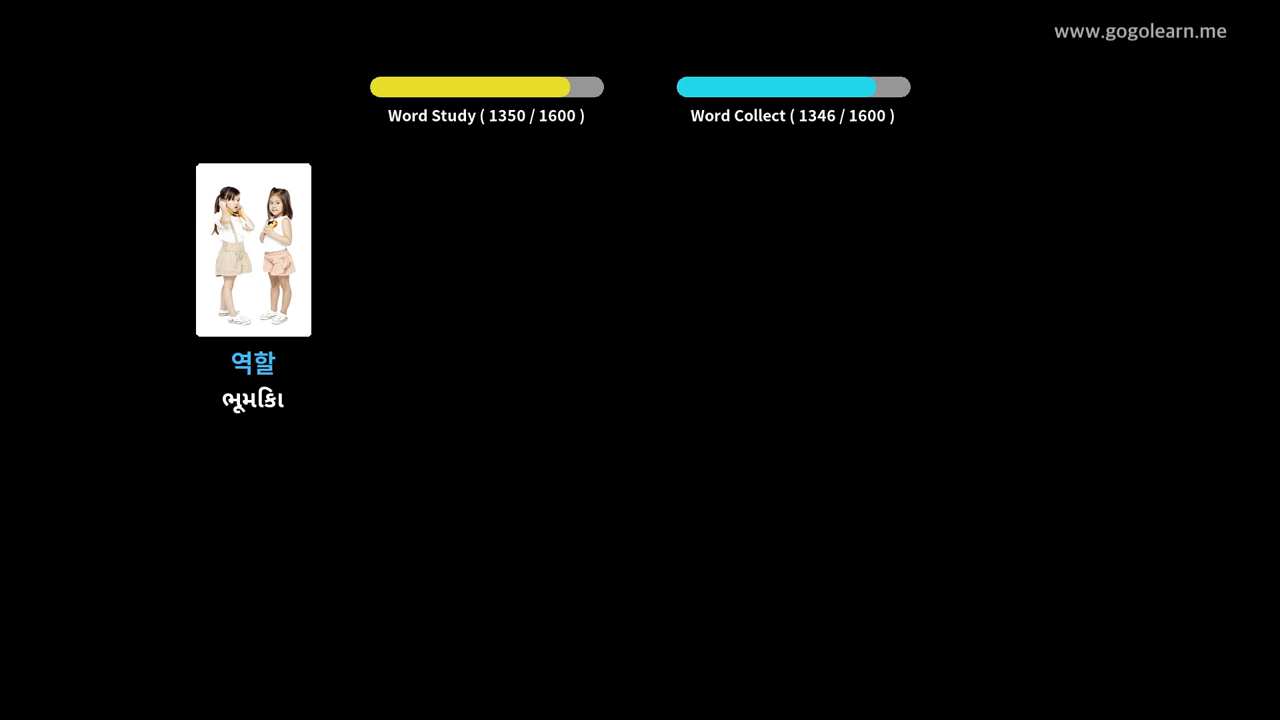 www.gogolearn.me
Word Study ( 1350 / 1600 )
Word Collect ( 1346 / 1600 )
역할
ભૂમિકા